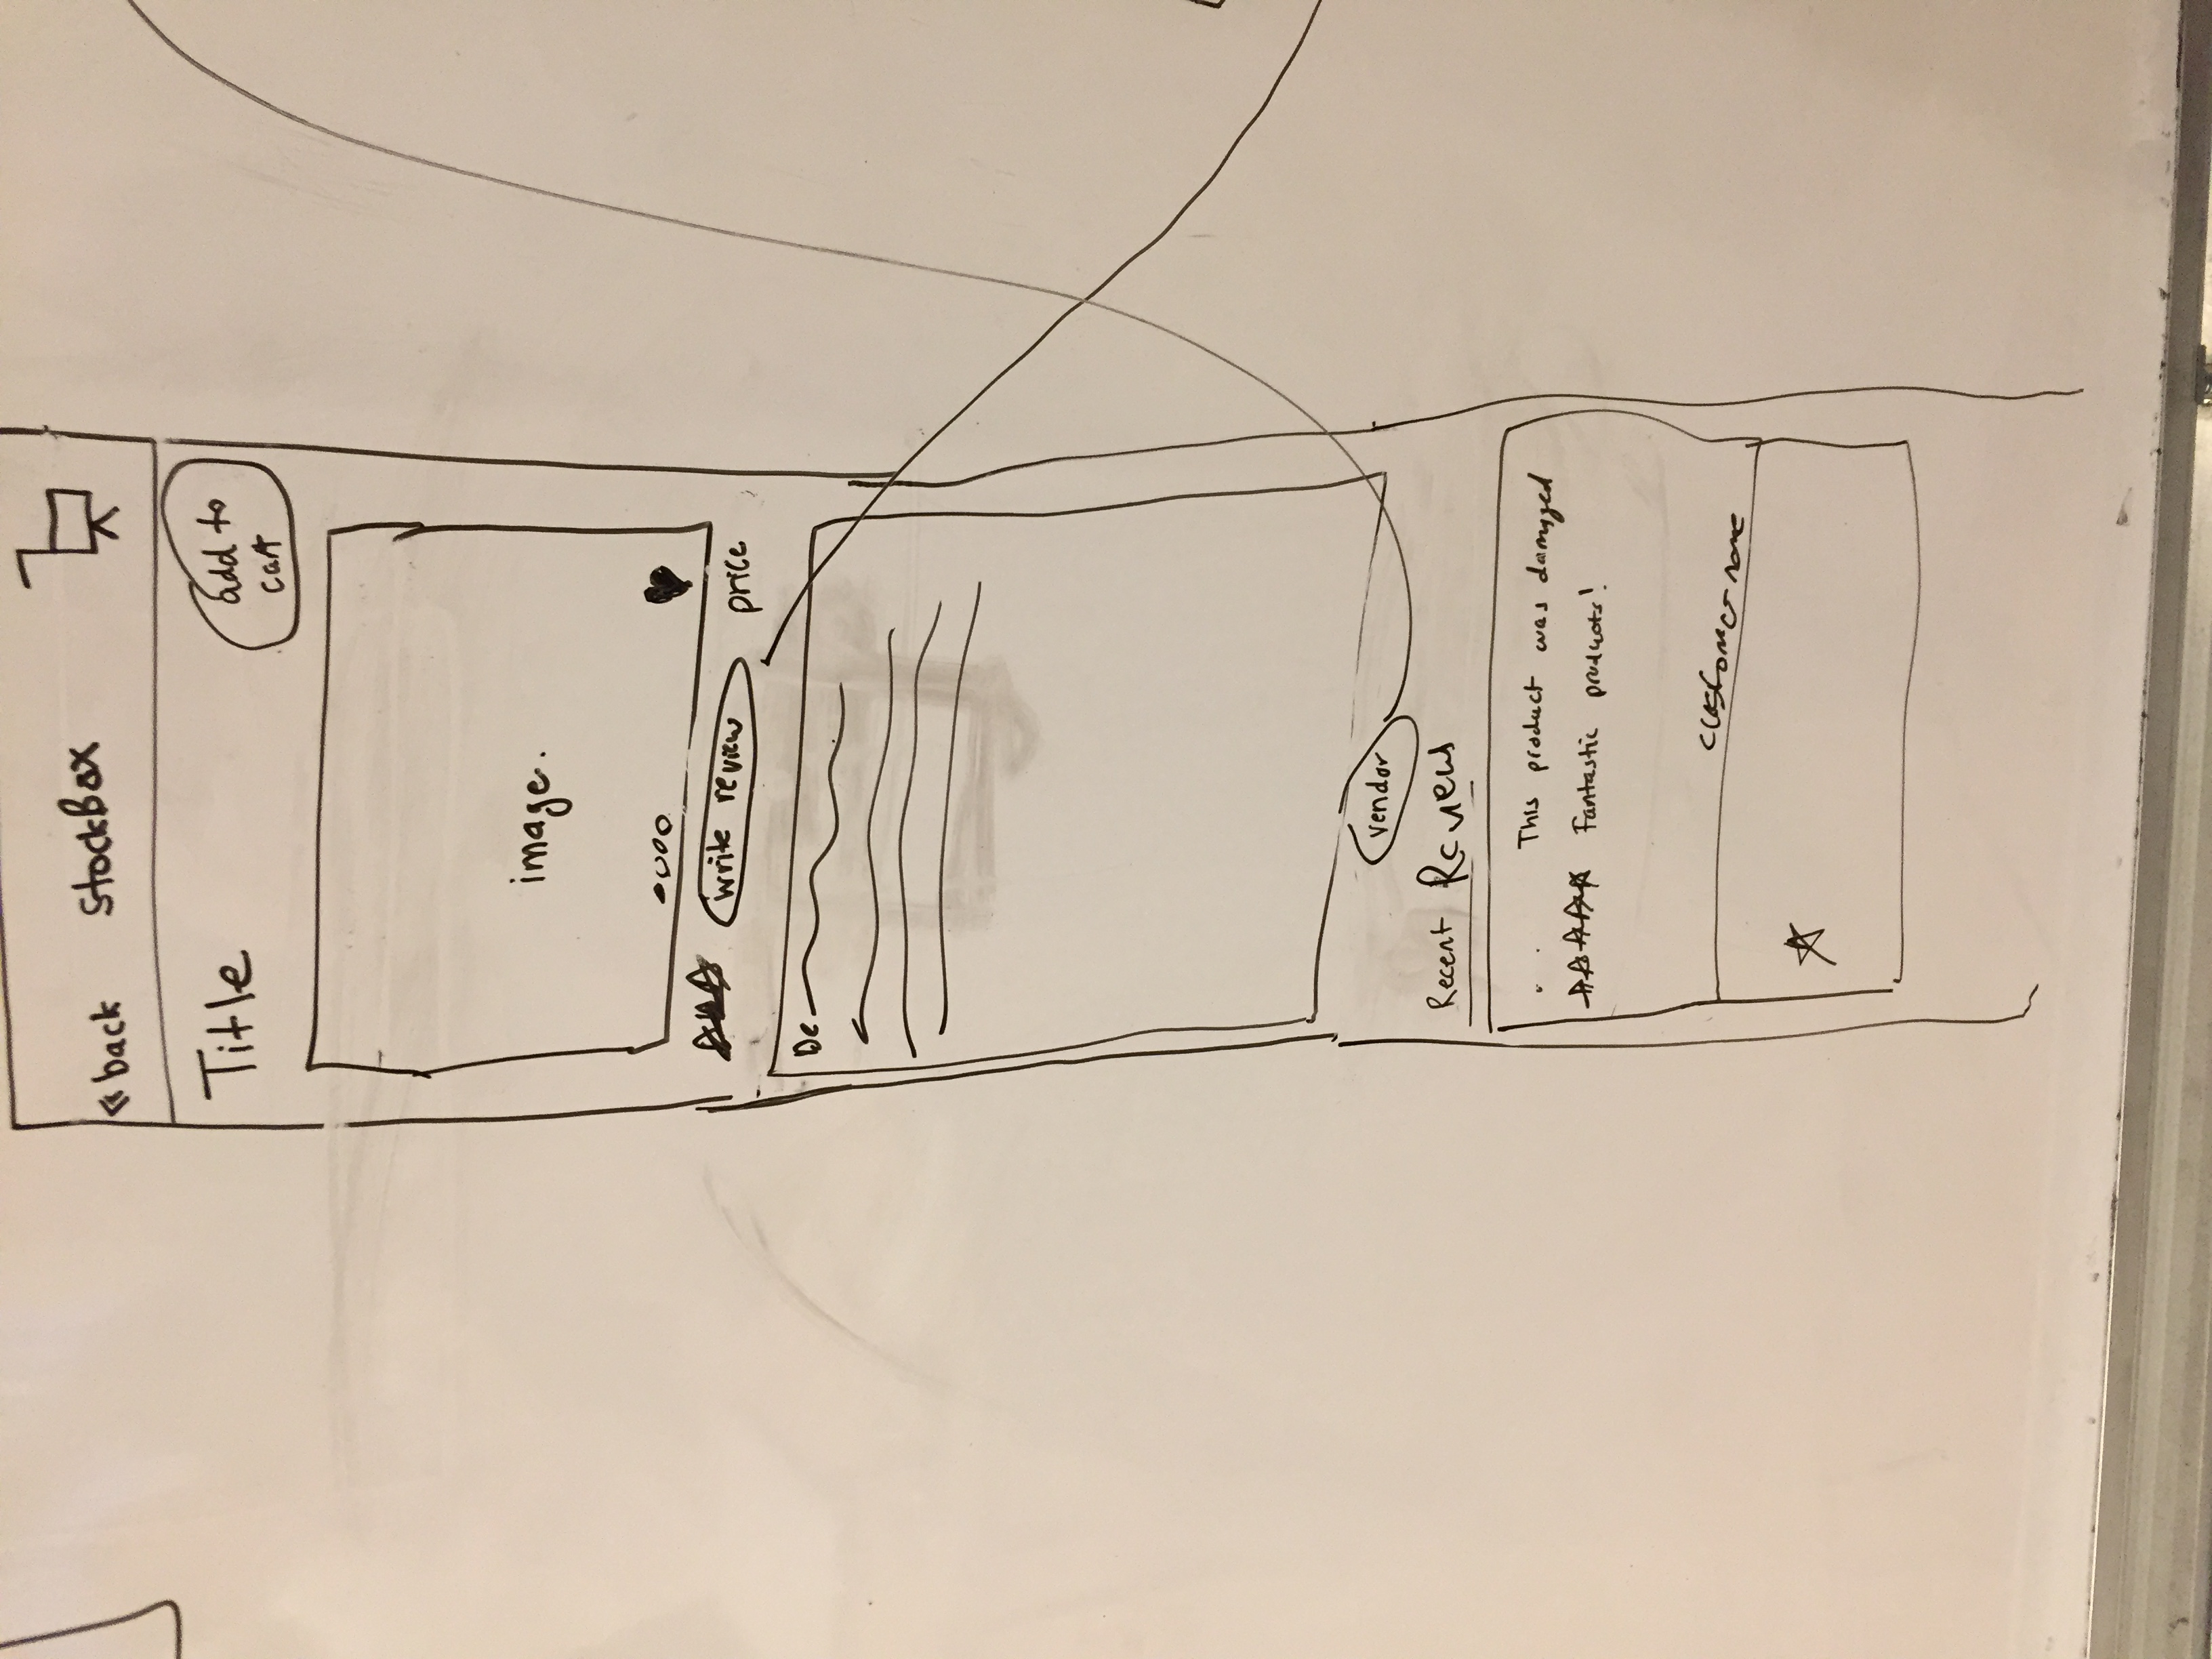 « back stockBox
Title
add to
cart
image.
write review price
De
vendor
Recent Reviews
This product was damaged
Fantastic products!
customer name